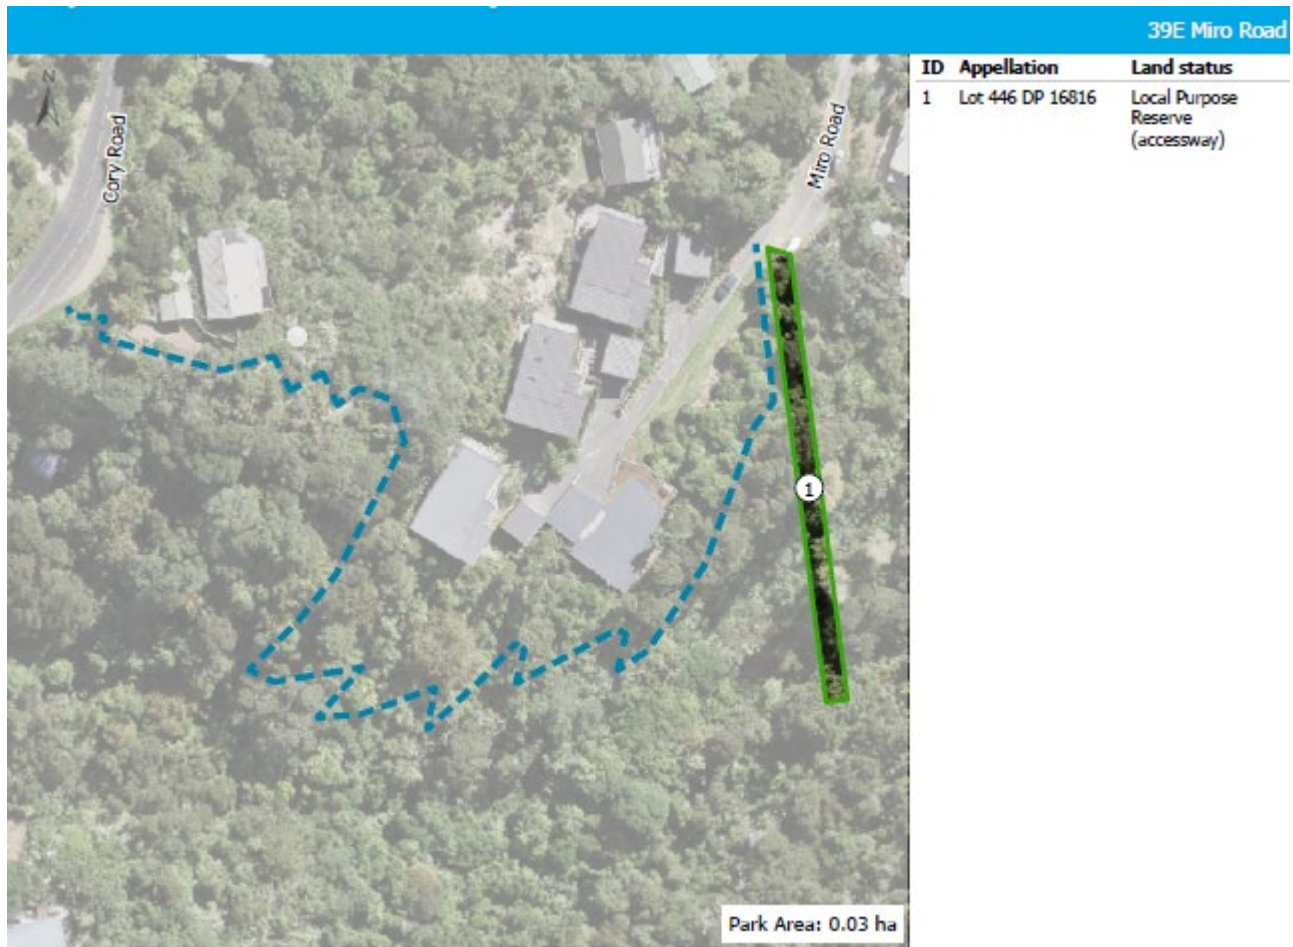 39E Miro Road
ID Appellation Land status
1 Lot 446 DP 16816 Local Purpose
Reserve
(accessway)
N
Cory Road
Miro Road
1
Park Area: 0.03 ha